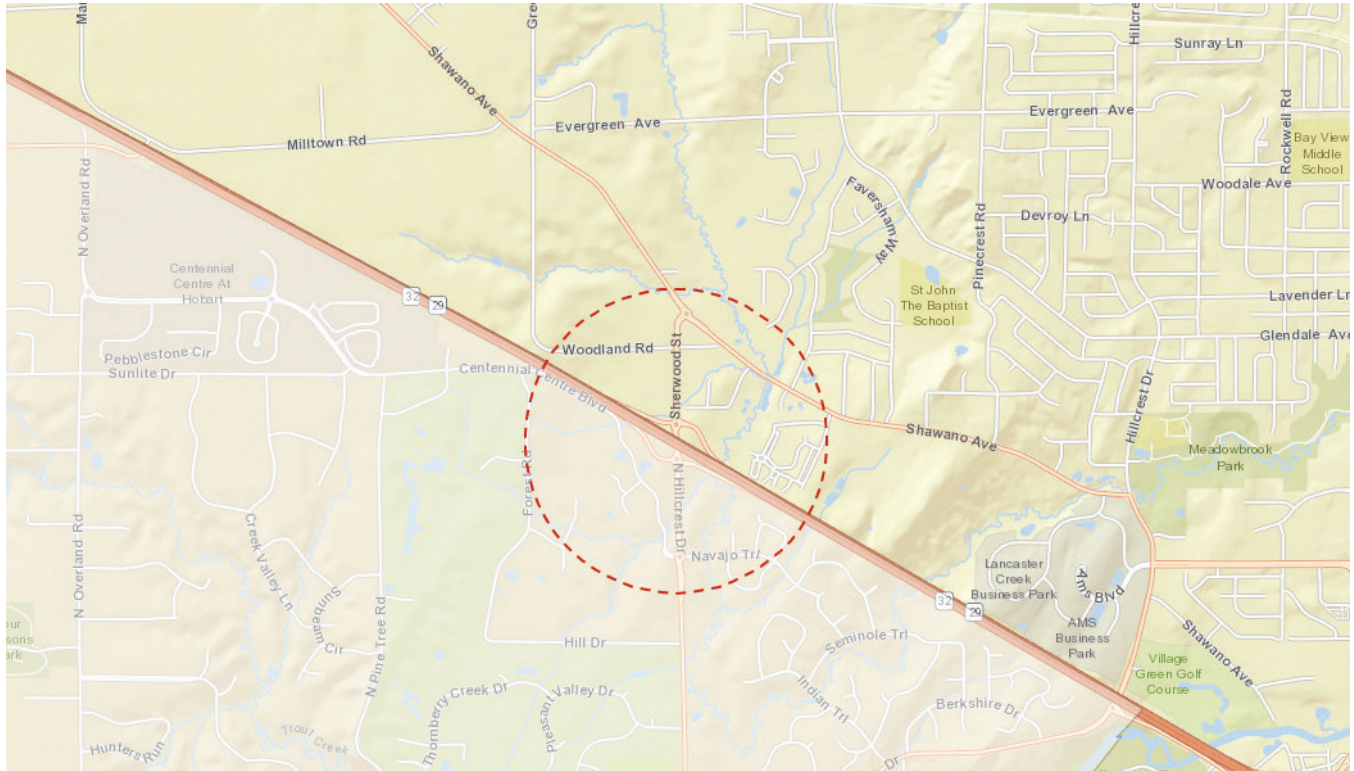 Hillcrest
Sunray Ln
Shawano Ave
Evergreen Ave
Evergreen Ave
Rockwell Rd
Milltown Rd
Bay View
Middle
School
Woodale Ave
N Overland Rd
Faversham Way
Devroy Ln
Pinecrest Rd
Centennial
Centre At
Hobart
32
29
St John
The Baptist
School
Lavender Ln
Glendale Ave
Pebblestone Cir
Sunlite Dr
Woodland Rd
Sherwood St
Centennial Centre Blvd
Hillcrest Dr
Shawano Ave
Meadowbrook
Park
Forest Rd
N Hillcrest Dr
N Overland Rd
Creek Valley Ln
Sunbeam Cir
N Pine Tree Rd
Navajo Trl
Lancaster
Creek
Business Park
Ams Blvd
AMS
Business
Park
32
29
Hill Dr
Seminole Trl
Shawano Ave
Village
Green Golf
Course
Thornberry Creek Dr
Pleasant Valley Dr
Indian Trl
Berkshire Dr
Trout Creek
Hunters Run
Dr